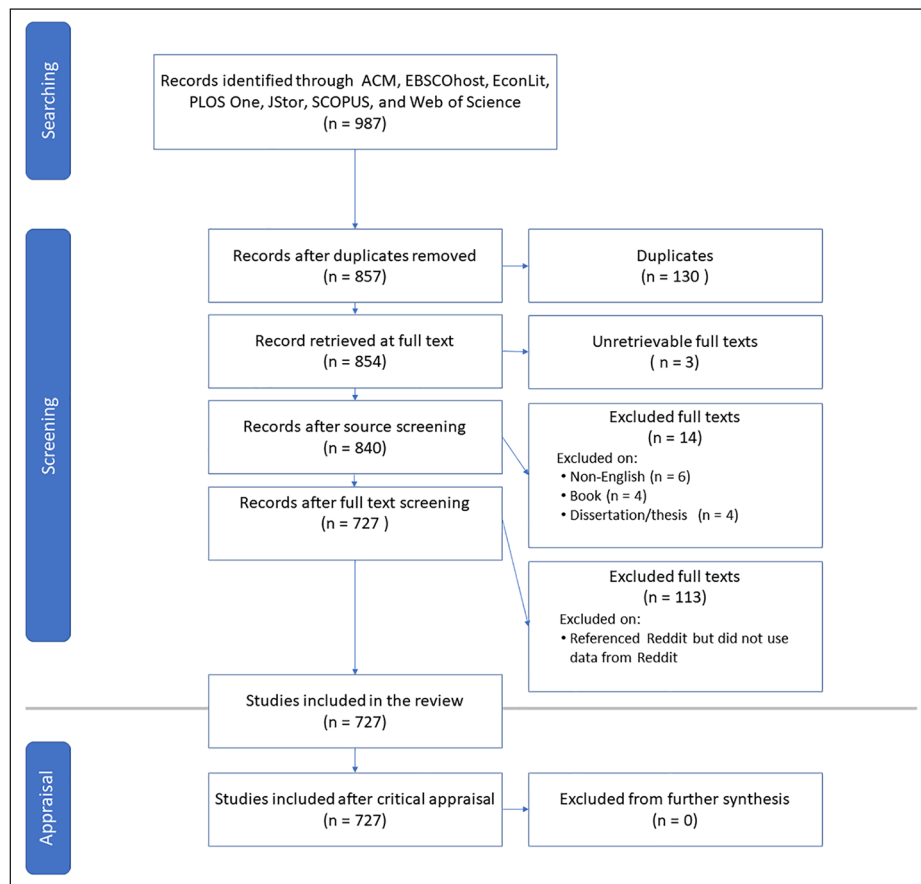 Searching
Records identified through ACM, EBSCOhost, EconLit,
PLOS One, JStor, SCOPUS, and Web of Science
(n = 987)
Screening
Records after duplicates removed
(n = 857)
Duplicates
(n = 130 )
Record retrieved at full text
(n = 854)
Unretrievable full texts
( n = 3)
Records after source screening
(n = 840)
Excluded full texts
(n = 14)
Excluded on:
• Non-English (n = 6)
• Book (n = 4)
• Dissertation/thesis (n = 4)
Records after full text screening
(n = 727 )
Excluded full texts
(n = 113)
Excluded on:
• Referenced Reddit but did not use
data from Reddit
Studies included in the review
(n = 727)
Appraisal
Studies included after critical appraisal
(n = 727)
Excluded from further synthesis
(n = 0)